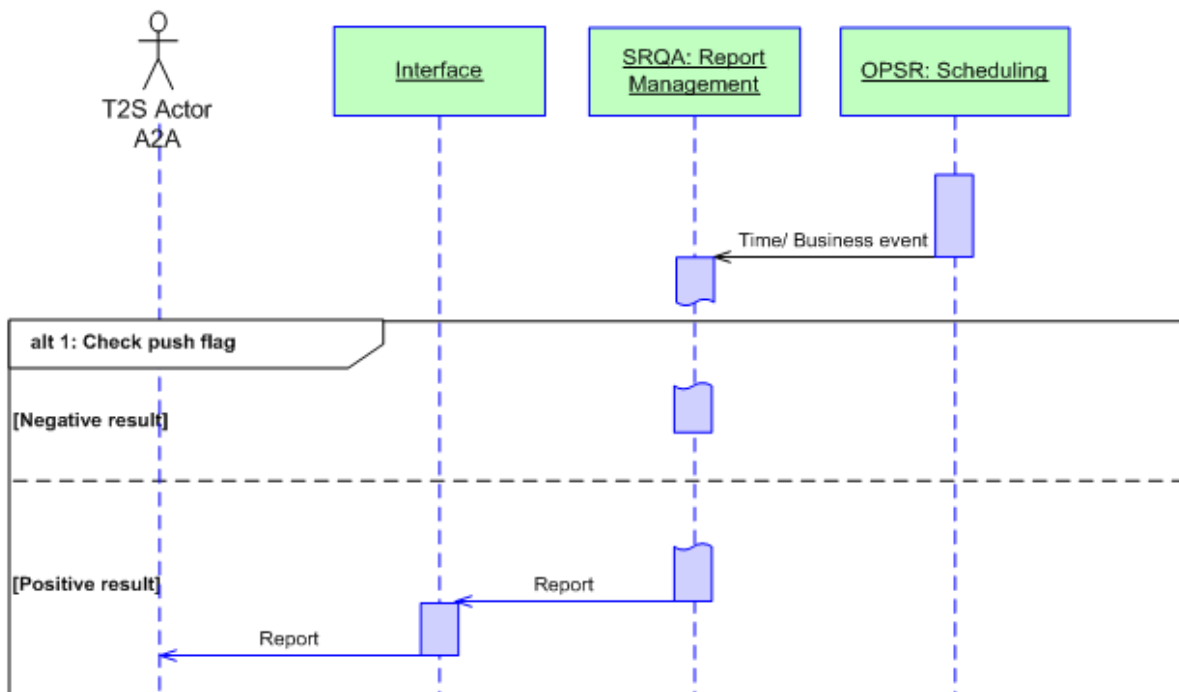 T2S Actor
A2A
Interface
SRQA: Report
Management
OPSR: Scheduling
Time/ Business event
alt 1: Check push flag
[Negative result]
[Positive result]
Report
Report